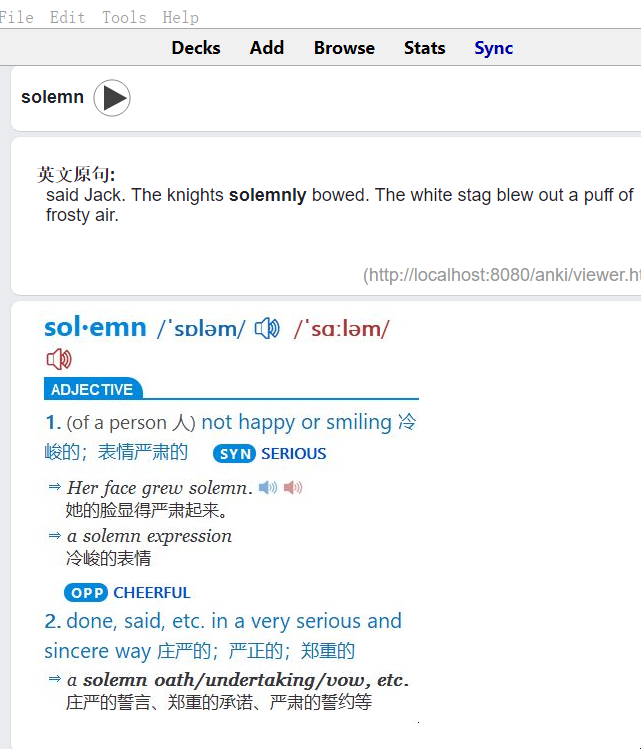 File Edit Tools Help
Decks Add Browse Stats Sync
solemn
英文原句:
said Jack. The knights solemnly bowed. The white stag blew out a puff of
frosty air.
(http://localhost:8080/anki/viewer.ht
sol·emn /ˈsɒləm/ /ˈsɑːləm/
ADJECTIVE
1. (of a person 人) not happy or smiling 冷
峻的；表情严肃的 SYN SERIOUS
⇒ Her face grew solemn.
她的脸显得严肃起来。
⇒ a solemn expression
冷峻的表情
OPP CHEERFUL
2. done, said, etc. in a very serious and
sincere way 庄严的；严正的；郑重的
⇒ a solemn oath/undertaking/vow, etc.
庄严的誓言、郑重的承诺、严肃的誓约等